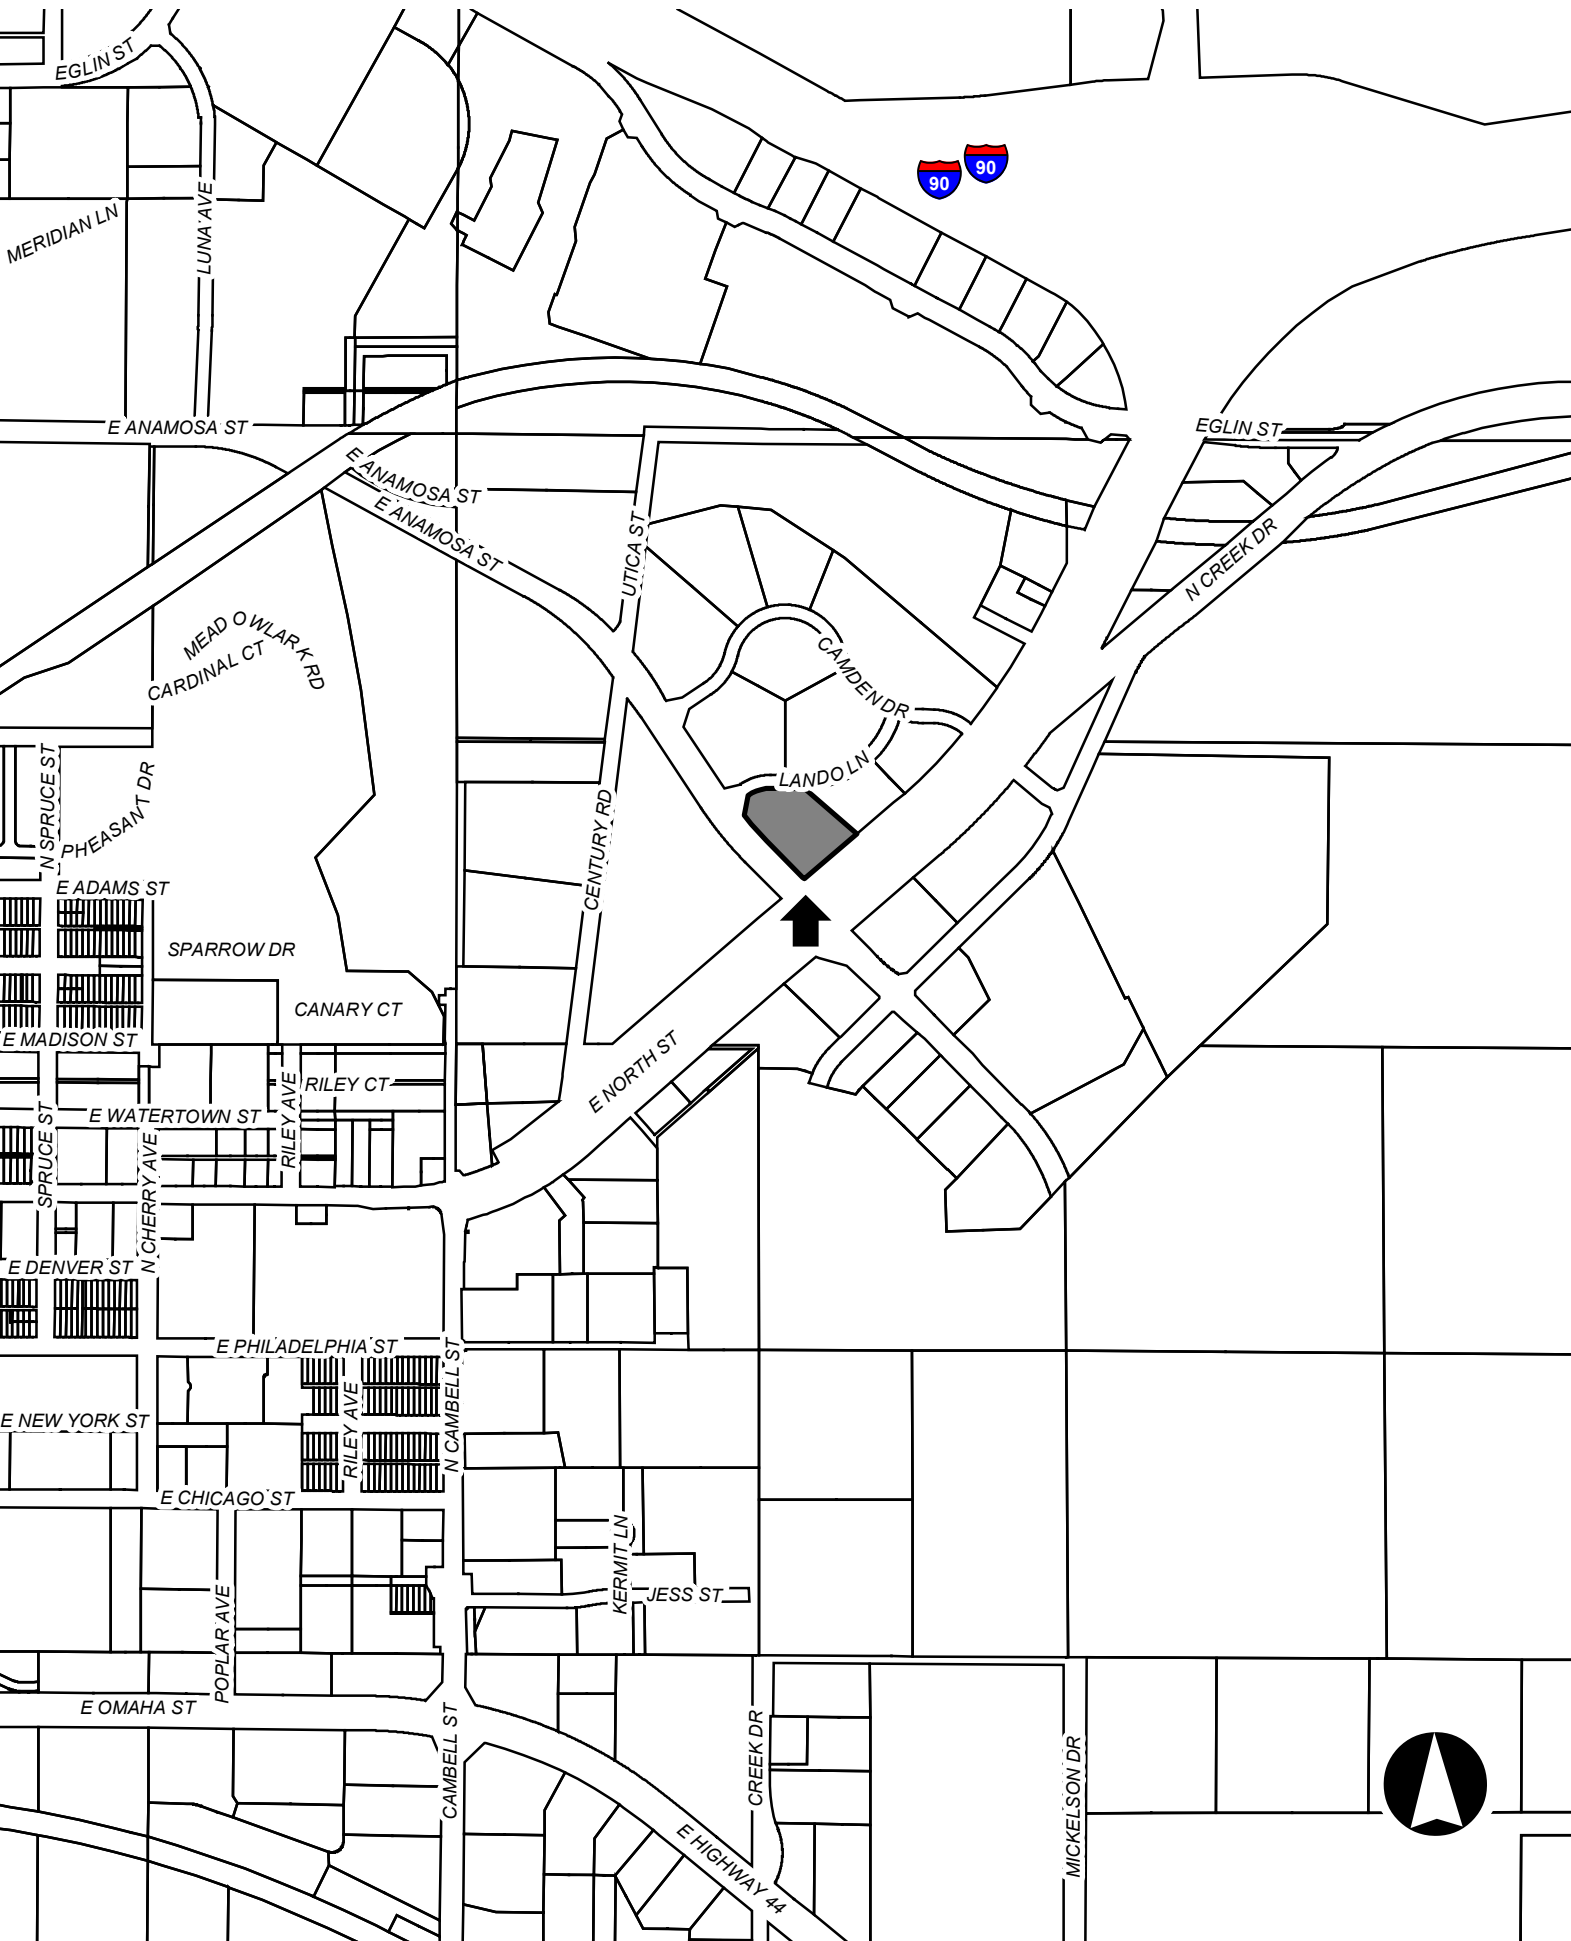 EGLIN ST
90
90
LUNA AVE
MERIDIAN LN
E ANAMOSA ST
EGLIN ST
E ANAMOSA ST
E ANAMOSA ST
UTICA ST
N CREEK DR
MEADOWLARK RD
CARDINAL CT
CAMDEN DR
N SPRUCE ST
PHEASANT DR
LANDO LN
CENTURY RD
E ADAMS ST
SPARROW DR
CANARY CT
E MADISON ST
E NORTH ST
RILEY CT
RILEY AVE
E WATERTOWN ST
SPRUCE ST
N CHERRY AVE
E DENVER ST
E PHILADELPHIA ST
N CAMBELL ST
RILEY AVE
E NEW YORK ST
E CHICAGO ST
KERMIT LN
JESS ST
POPLAR AVE
E OMAHA ST
CAMBELL ST
CREEK DR
MICKELSON DR
E HIGHWAY 44